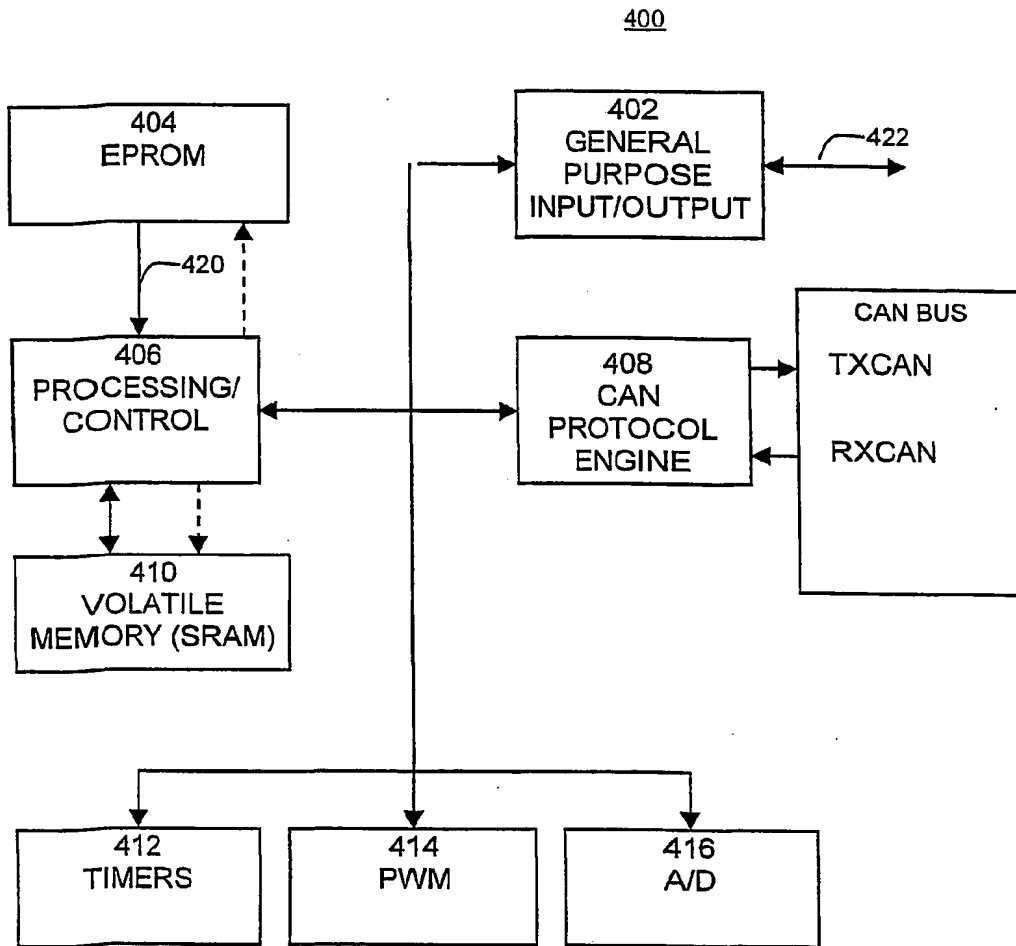 400
404
EPROM
402
GENERAL
PURPOSE
INPUT/OUTPUT
422
420
406
PROCESSING/
CONTROL
408
CAN
PROTOCOL
ENGINE
CAN BUS
TXCAN
RXCAN
410
VOLATILE
MEMORY (SRAM)
412
TIMERS
414
PWM
416
A/D